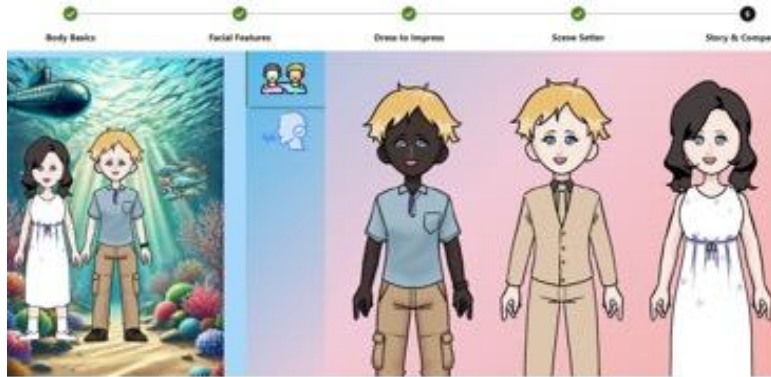 Body Basics
Facial Features
Dress to Impress
Scene Setter
Story & Compa